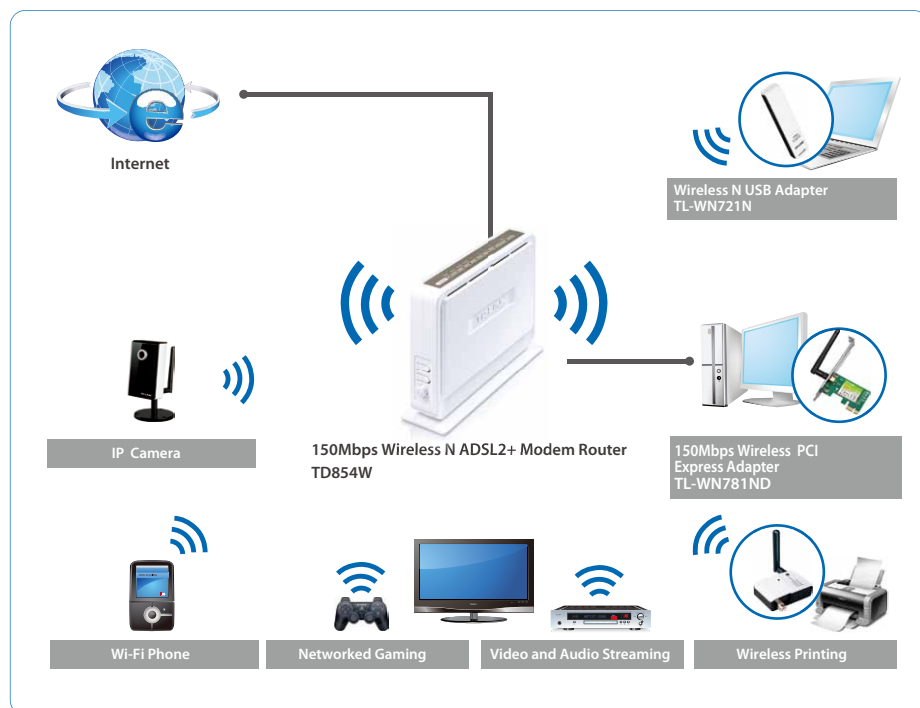 Internet
Wireless N USB Adapter
TL-WN721N
IP Camera
150Mbps Wireless N ADSL2+ Modem Router
TD854W
150Mbps Wireless PCI
Express Adapter
TL-WN781ND
Wi-Fi Phone
Networked Gaming
Video and Audio Streaming
Wireless Printing